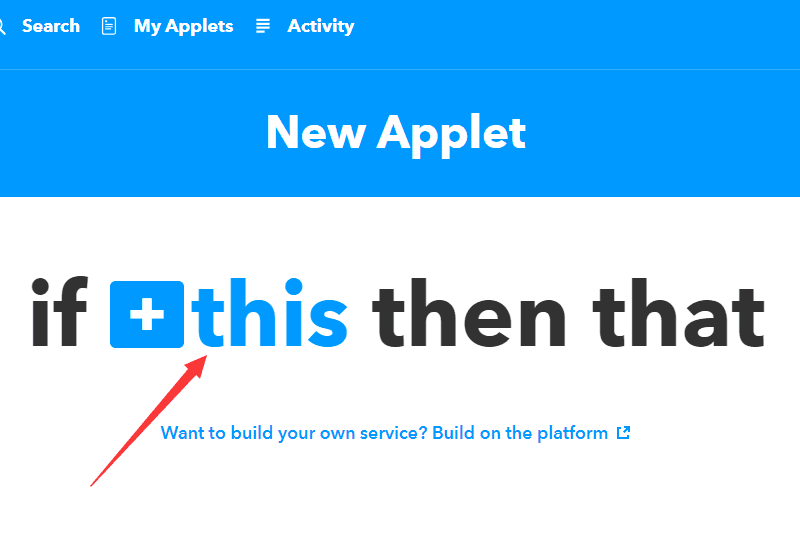 Search My Applets Activity
New Applet
if +this then that
Want to build your own service? Build on the platform